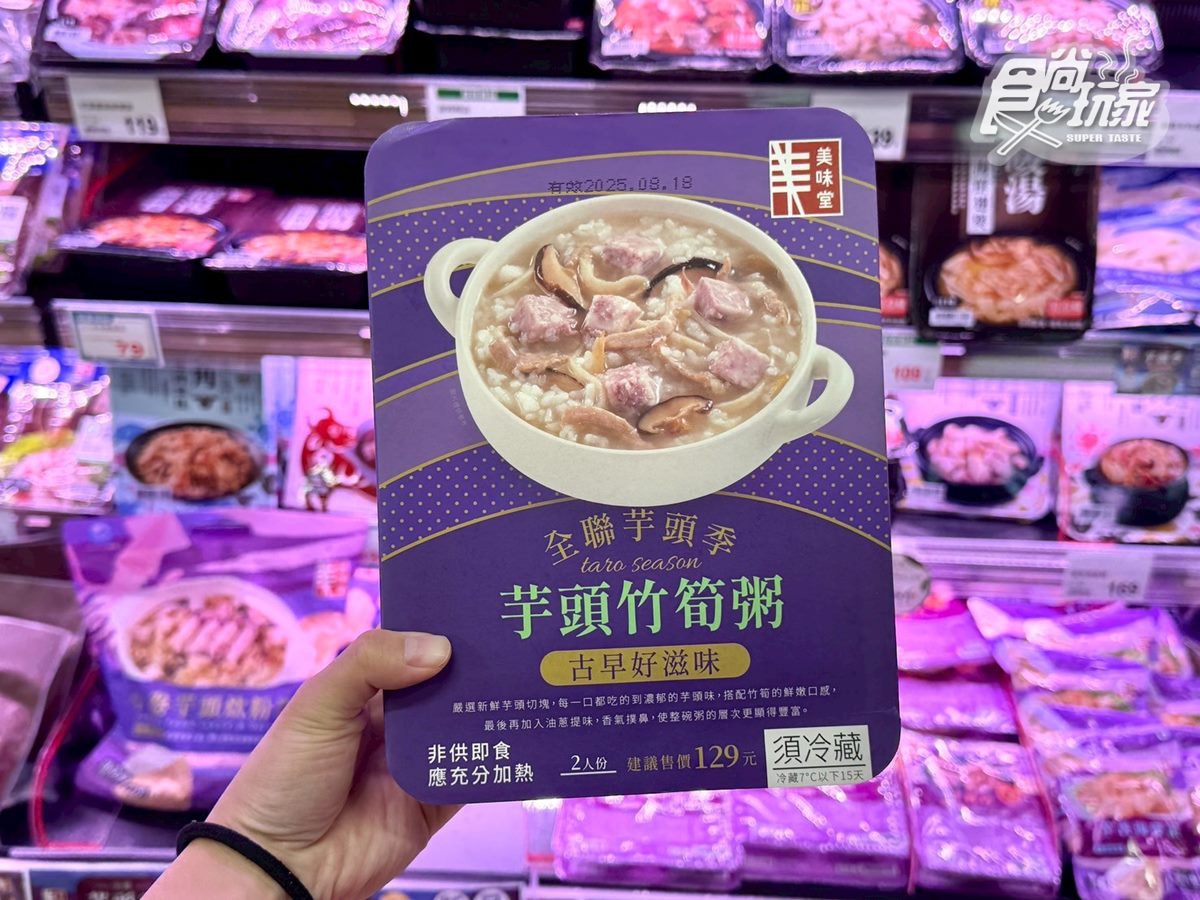 食尚玩家
SUPER TASTE
119
有效2025.08.18
美味堂
79
109
全聯芋頭季
taro season
芋頭竹筍粥
古早好滋味
嚴選新鮮芋頭切塊，每一口都吃的到濃郁的芋頭味，搭配竹筍的鮮嫩口感，
最後再加入油蔥提味，香氣撲鼻，使整碗粥的層次更顯得豐富。
非供即食
應充分加熱
2人份
建議售價129元
須冷藏
冷藏7°C以下15天
169